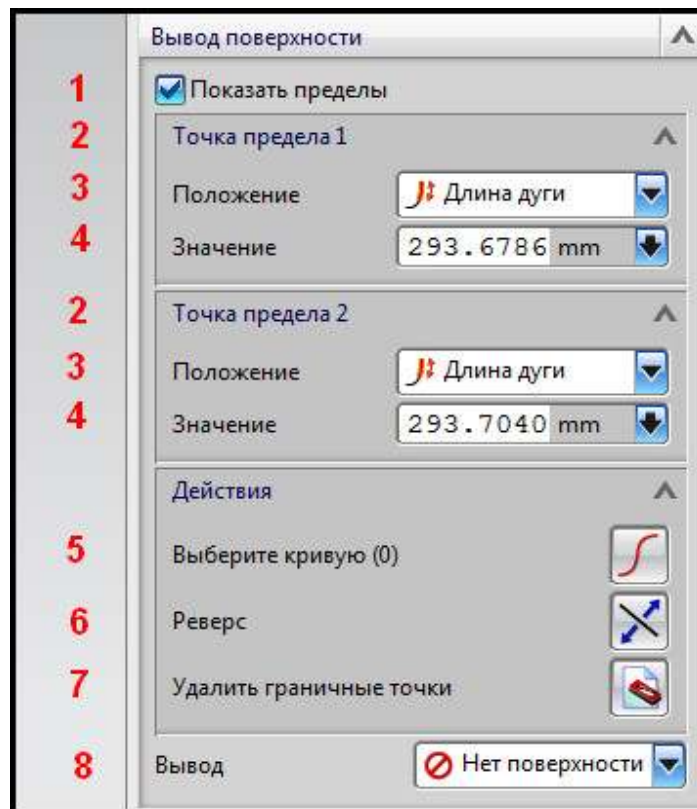 Вывод поверхности
1 Показать пределы
2 Точка предела 1
3 Положение Длина дуги
4 Значение 293.6786 mm
2 Точка предела 2
3 Положение Длина дуги
4 Значение 293.7040 mm
Действия
5 Выберите кривую (0)
6 Реверс
7 Удалить граничные точки
8 Вывод Нет поверхности